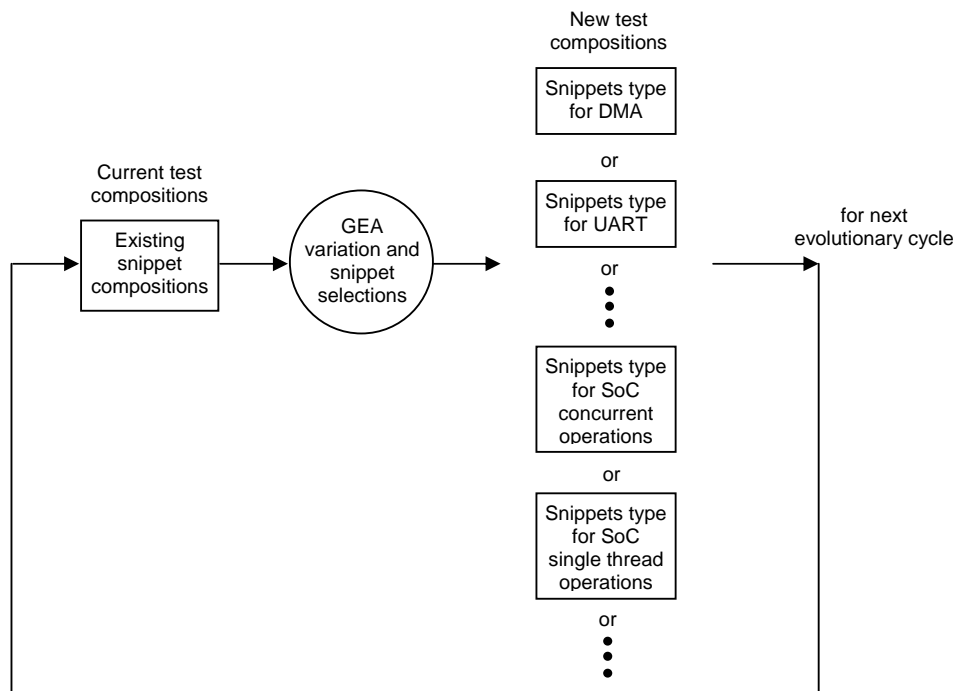 New test
compositions
Snippets type
for DMA
or
Current test
compositions
Existing
snippet
compositions
GEA
variation and
snippet
selections
Snippets type
for UART
or
for next
evolutionary cycle
Snippets type
for SoC
concurrent
operations
or
Snippets type
for SoC
single thread
operations
or